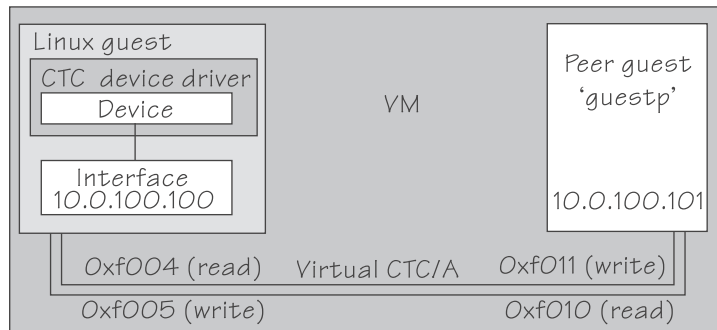 Linux guest
CTC device driver
Device
Interface
10.0.100.100
VM
Peer guest
‘guestp’
10.0.100.101
0xf004 (read)
Virtual CTC/A
0xf011 (write)
0xf005 (write)
0xf010 (read)